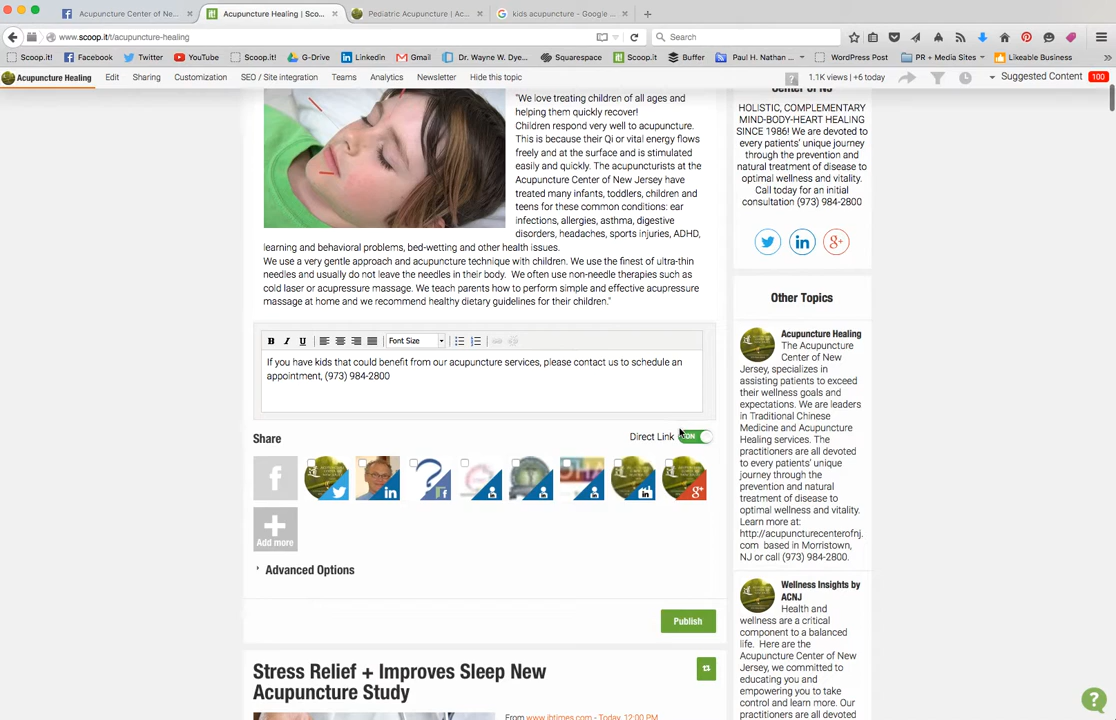 Acupuncture Center of Ne...
Acupuncture Healing | Sco...
Pediatric Acupuncture | Ac...
kids acupuncture - Google ...
www.scoop.it/t/acupuncture-healing
Search
Scoop.it!
Facebook
Twitter
YouTube
Scoop.it!
G-Drive
Linkedin
Gmail
Dr. Wayne W. Dye...
Squarespace
Scoop.it
Buffer
Paul H. Nathan ...
WordPress
PR + Media Sites
Likeable Business
Acupuncture Healing
Edit
Sharing
Customization
SEO / Site integration
Teams
Analytics
Newsletter
Hide this topic
1.1K views | +6 today
Suggested Content
100
"We love treating children of all ages and
helping them quickly recover!
Children respond very well to acupuncture.
This is because their Qi or vital energy flows
freely and at the surface and is stimulated
easily and quickly. The acupuncturists at the
Acupuncture Center of New Jersey have
treated many infants, toddlers, children and
teens for these common conditions: ear
infections, allergies, asthma, digestive
disorders, headaches, sports injuries, ADHD,
learning and behavioral problems, bed-wetting and other health issues.
We use a very gentle approach and acupuncture technique with children. We use the finest of ultra-thin
needles and usually do not leave the needles in their body. We often use non-needle therapies such as
cold laser or acupressure massage. We teach parents how to perform simple and effective acupressure
massage at home and we recommend healthy dietary guidelines for their children."
B I U
Font Size
If you have kids that could benefit from our acupuncture services, please contact us to schedule an
appointment, (973) 984-2800
Share
Direct Link
ON
Add more
Advanced Options
Publish
Stress Relief + Improves Sleep New
Acupuncture Study
From www.ibtimes.com - Today, 12:00 PM
Center of NJ
HOLISTIC, COMPLEMENTARY
MIND-BODY-HEART HEALING
SINCE 1986! We are devoted to
every patients' unique journey
through the prevention and
natural treatment of disease to
optimal wellness and vitality.
Call today for an initial
consultation (973) 984-2800
Other Topics
Acupuncture Healing
The Acupuncture
Center of New
Jersey, specializes in
assisting patients to exceed
their wellness goals and
expectations. We are leaders
in Traditional Chinese
Medicine and Acupuncture
Healing services. The
practitioners are all devoted
to every patients' unique
journey through the
prevention and natural
treatment of disease to
optimal wellness and vitality.
Learn more at:
http://acupuncturecenterofnj.
com based in Morristown,
NJ or call (973) 984-2800.
Wellness Insights by
ACNJ
Health and
wellness are a critical
component to a balanced
life. Here are the
Acupuncture Center of New
Jersey, we committed to
educating you and
empowering you to take
control and learn more. Our
practitioners are all devoted